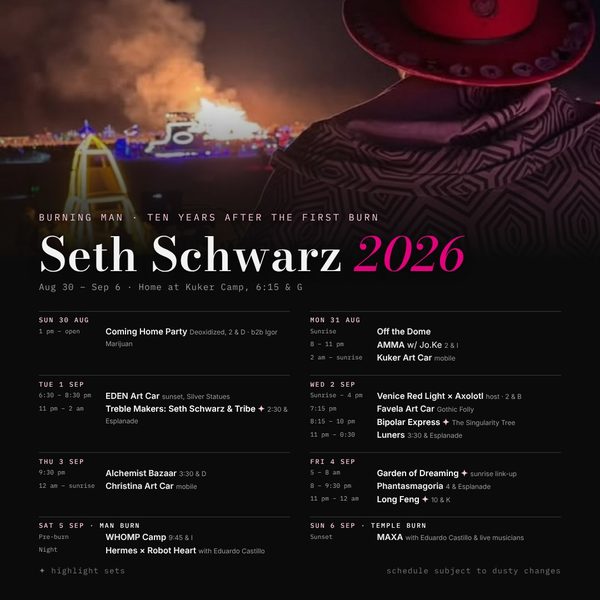 BURNING MAN · TEN YEARS AFTER THE FIRST BURN
Seth Schwarz 2026
Aug 30 – Sep 6 · Home at Kuker Camp, 6:15 & G
SUN 30 AUG
1 pm – open Coming Home Party Deoxidized, 2 & D · b2b Igor
Marijuan
MON 31 AUG
Sunrise Off the Dome
8 – 11 pm AMMA w/ Jo.Ke 2 & I
2 am – sunrise Kuker Art Car mobile
TUE 1 SEP
6:30 – 8:30 pm EDEN Art Car sunset, Silver Statues
11 pm – 2 am Treble Makers: Seth Schwarz & Tribe ✦ 2:30 &
Esplanade
WED 2 SEP
Sunrise – 4 pm Venice Red Light × Axolotl host · 2 & B
7:15 pm Favela Art Car Gothic Folly
8:15 – 10 pm Bipolar Express ✦ The Singularity Tree
11 pm – 0:30 Luners 3:30 & Esplanade
THU 3 SEP
9:30 pm Alchemist Bazaar 3:30 & D
12 am – sunrise Christina Art Car mobile
FRI 4 SEP
5 – 8 am Garden of Dreaming ✦ sunrise link-up
8 – 9:30 pm Phantasmagoria 4 & Esplanade
11 pm – 12 am Long Feng ✦ 10 & K
SAT 5 SEP · MAN BURN
Pre-burn WHOMP Camp 9:45 & I
Night Hermes × Robot Heart with Eduardo Castillo
SUN 6 SEP · TEMPLE BURN
Sunset MAXA with Eduardo Castillo & live musicians
✦ highlight sets
schedule subject to dusty changes